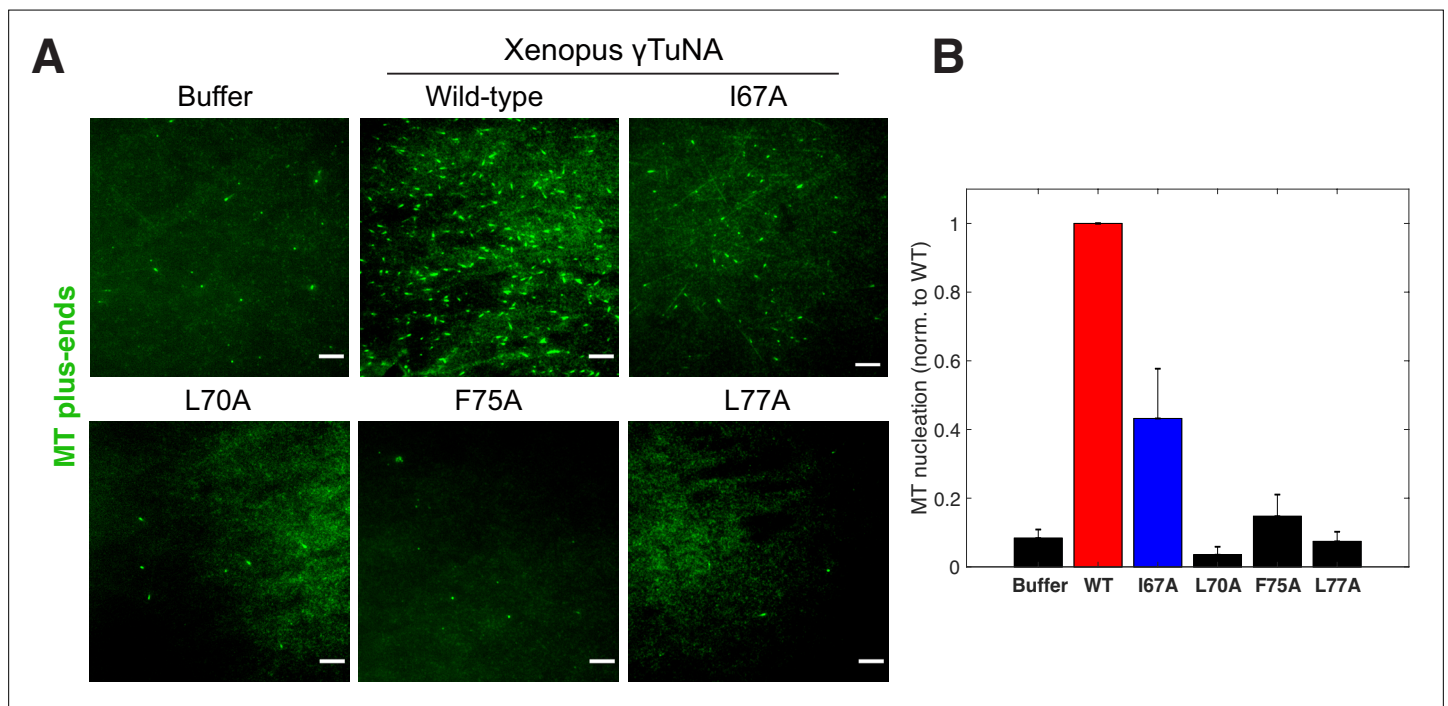 A
Xenopus γTuNA
Buffer
Wild-type
I67A
MT plus-ends
L70A
F75A
L77A
B
MT nucleation (norm. to WT)
1
0.8
0.6
0.4
0.2
0
Buffer WT I67A L70A F75A L77A